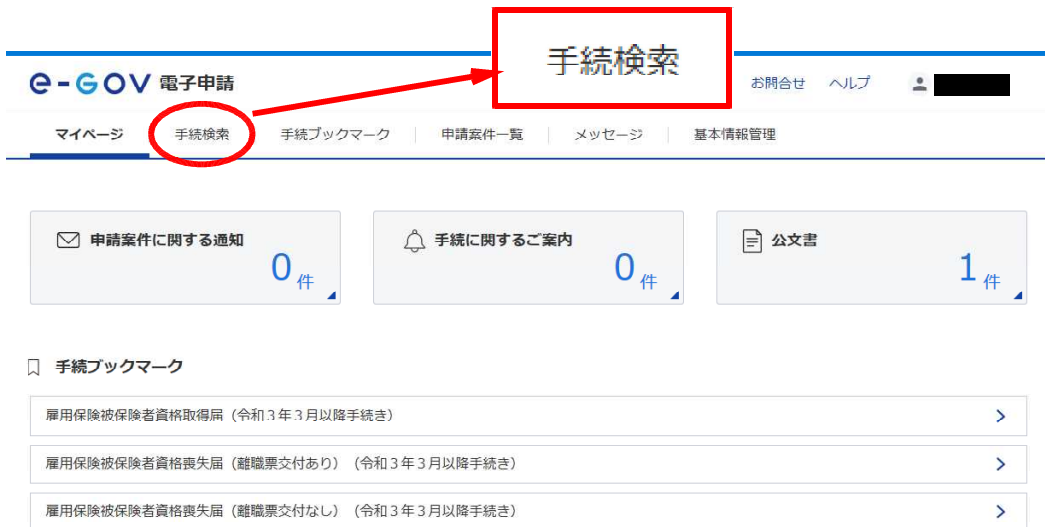 手続検索
e-GOV 電子申請
お問合せ ヘルプ
マイページ 手続検索 手続ブックマーク 申請案件一覧 メッセージ 基本情報管理
申請案件に関する通知
0件
手続に関するご案内
0件
公文書
1件
手続ブックマーク
雇用保険被保険者資格取得届（令和３年３月以降手続き）
雇用保険被保険者資格喪失届（離職票交付あり）（令和３年３月以降手続き）
雇用保険被保険者資格喪失届（離職票交付なし）（令和３年３月以降手続き）